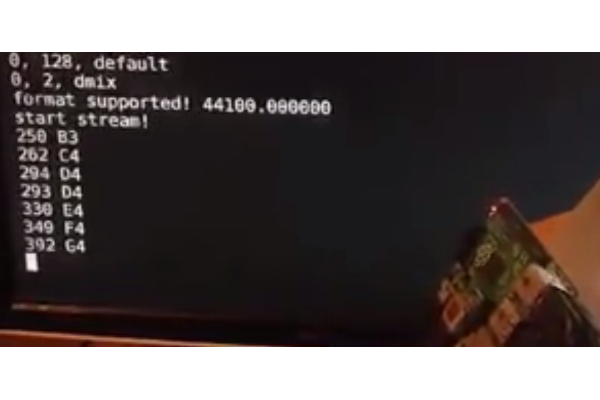 0, 128, default
0, 2, dmix
format supported! 44100.000000
start stream!
250 B3
262 C4
294 D4
293 D4
330 E4
349 F4
392 G4